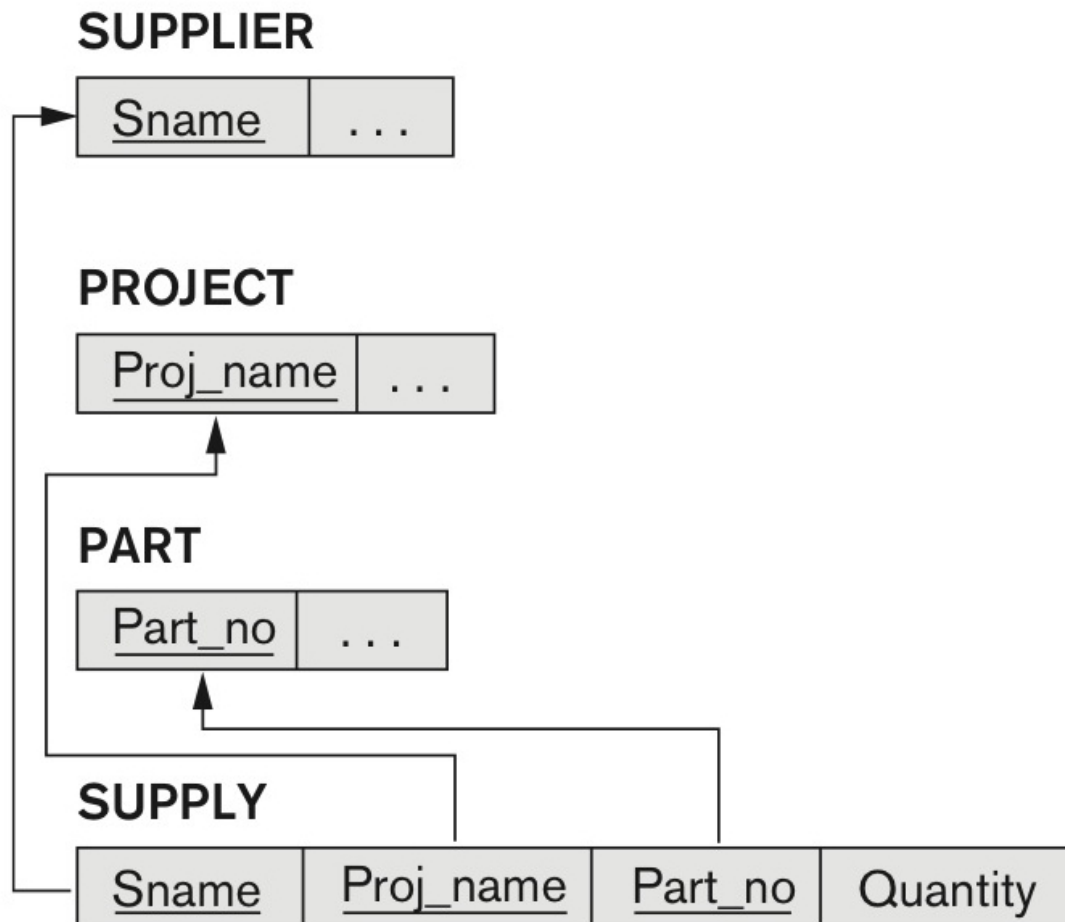 SUPPLIER
Sname ...
PROJECT
Proj_name ...
PART
Part_no ...
SUPPLY
Sname Proj_name Part_no Quantity